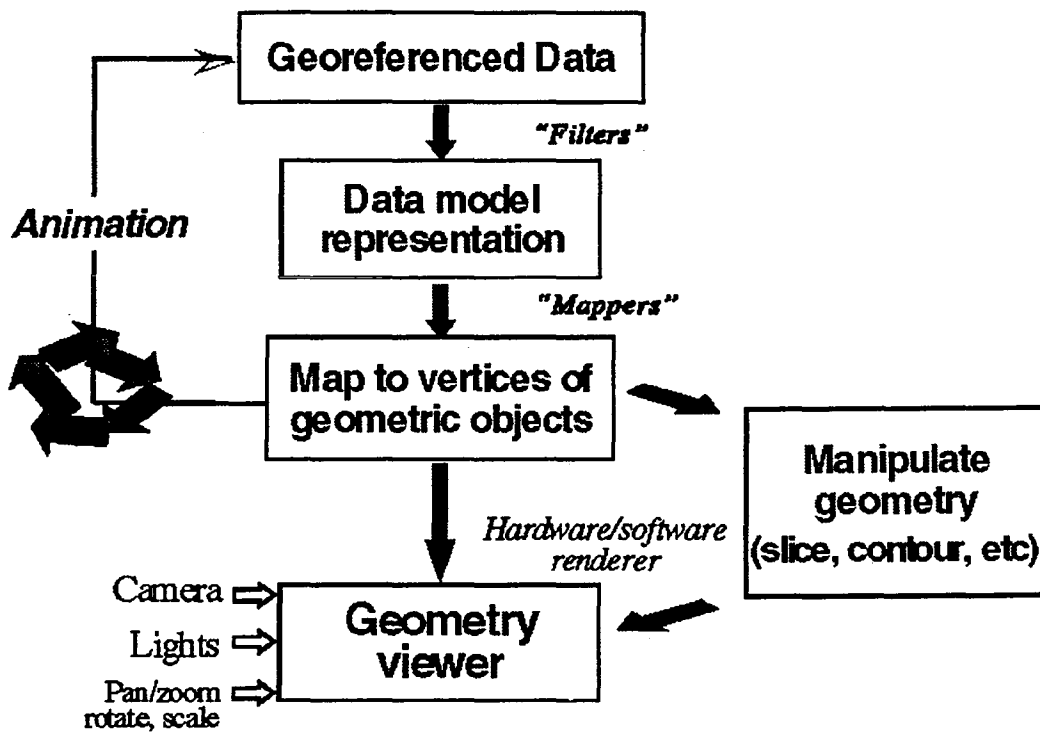 Georeferenced Data
"Filters"
Data model
representation
Animation
"Mappers"
Map to vertices of
geometric objects
Manipulate
geometry
(slice, contour, etc)
Hardware/software
renderer
Camera
Lights
Pan/zoom
rotate, scale
Geometry
viewer